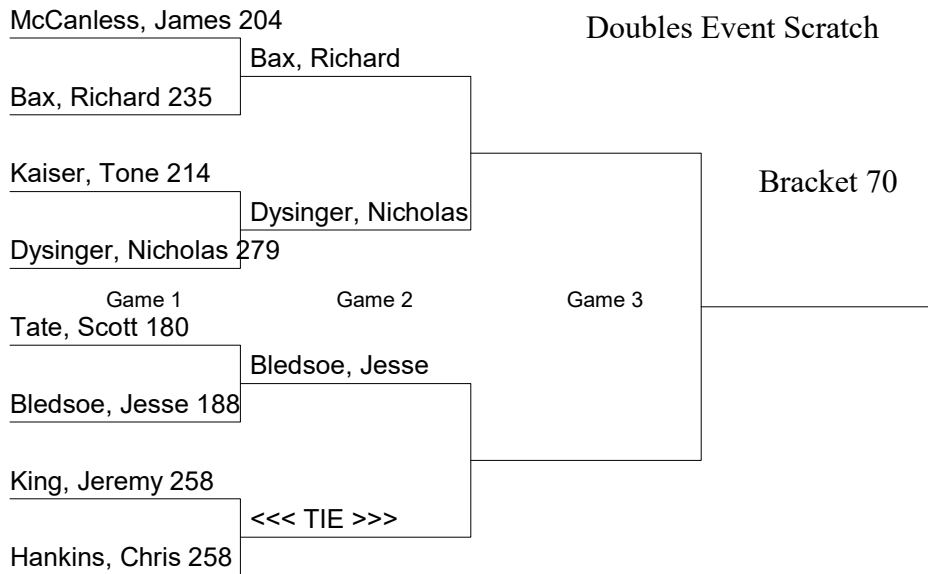 McCanless, James 204
Doubles Event Scratch
Bax, Richard
Bax, Richard 235
Kaiser, Tone 214
Bracket 70
Dysinger, Nicholas
Dysinger, Nicholas 279
Game 1
Game 2
Game 3
Tate, Scott 180
Bledsoe, Jesse
Bledsoe, Jesse 188
King, Jeremy 258
<<< TIE >>>
Hankins, Chris 258